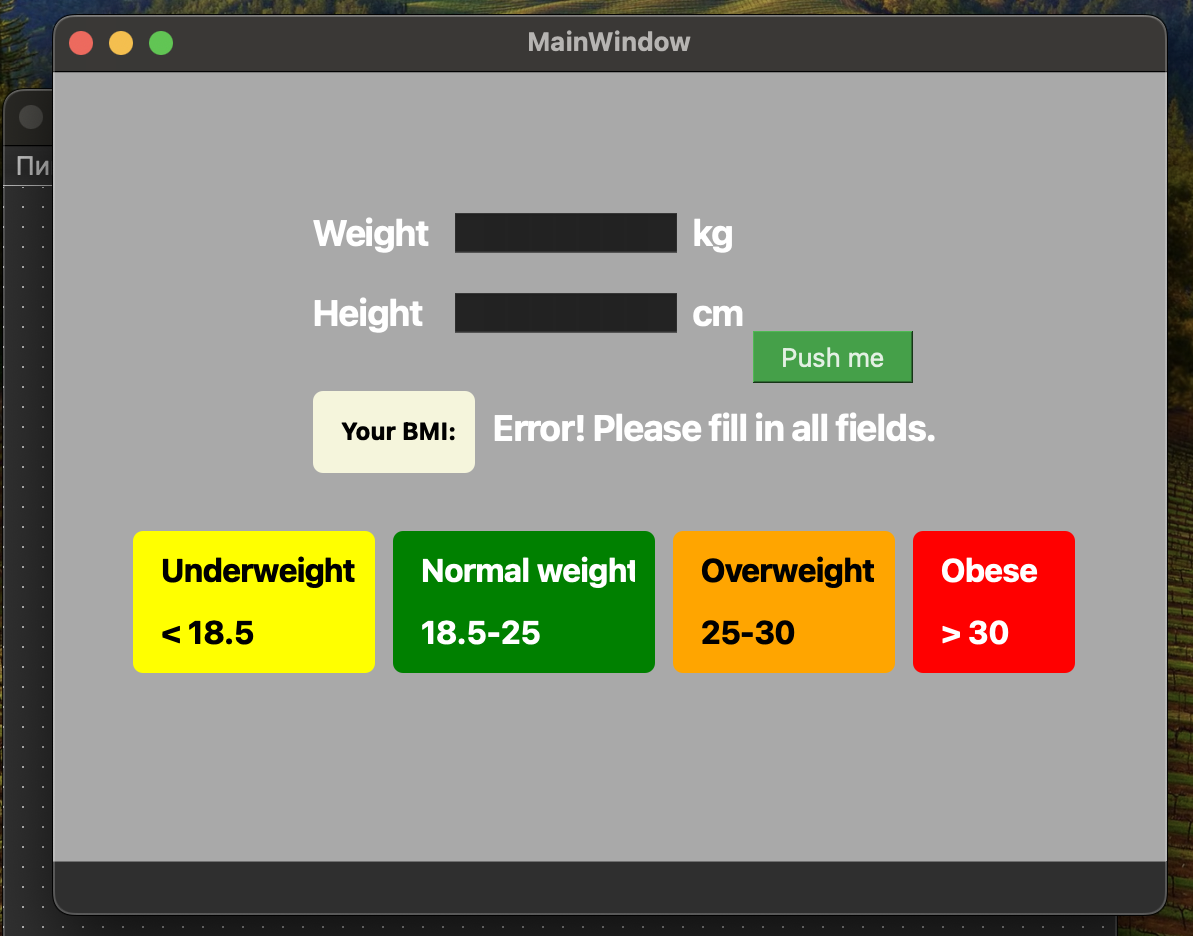 MainWindow
Пи
Weight kg
Height cm
Push me
Your BMI: Error! Please fill in all fields.
Underweight Normal weight Overweight Obese
< 18.5 18.5-25 25-30 > 30